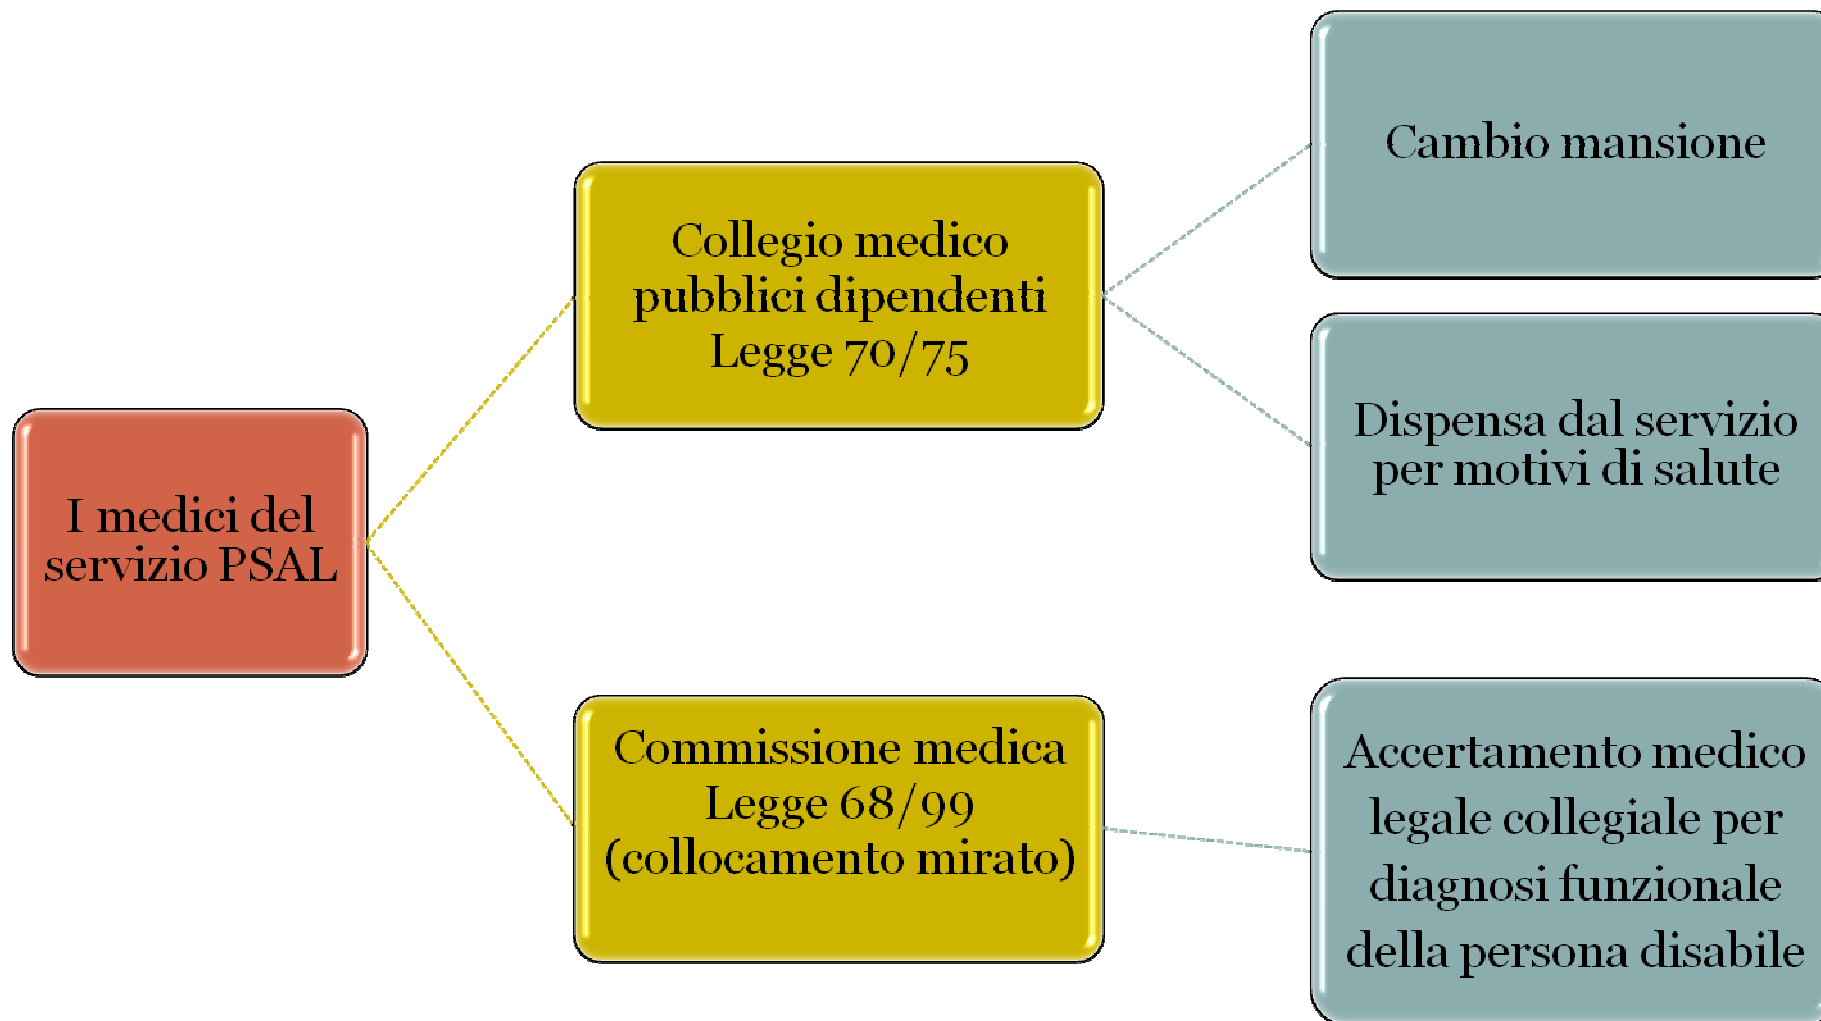 I medici del
servizio PSAL
Collegio medico
pubblici dipendenti
Legge 70/75
Commissione medica
Legge 68/99
(collocamento mirato)
Cambio mansione
Dispensa dal servizio
per motivi di salute
Accertamento medico
legale collegiale per
diagnosi funzionale
della persona disabile